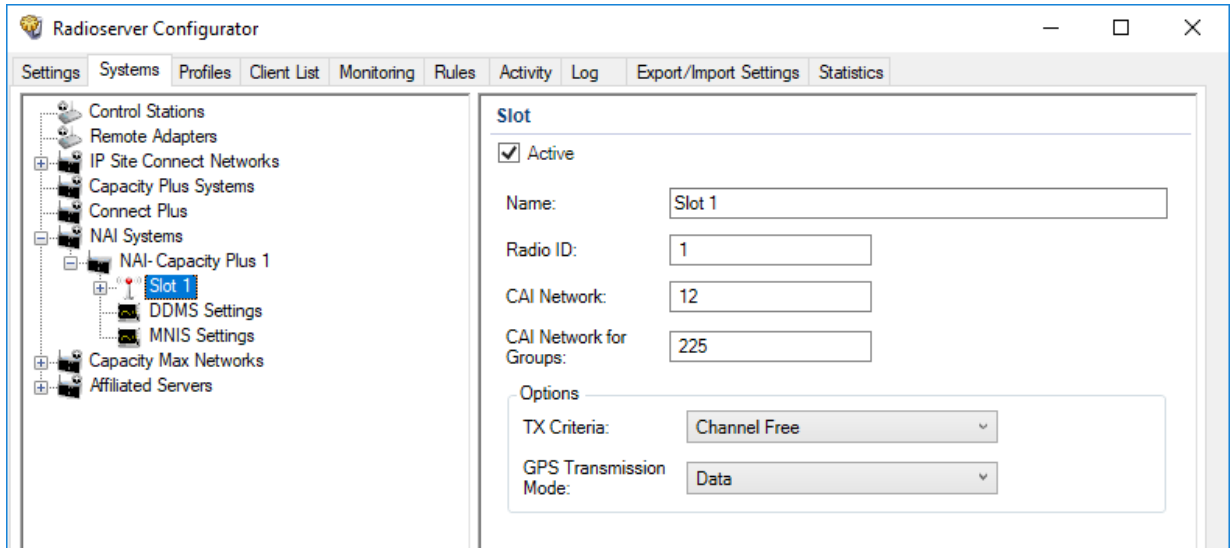 Radioserver Configurator
Settings Systems Profiles Client List Monitoring Rules Activity Log Export/Import Settings Statistics
Control Stations
Remote Adapters
IP Site Connect Networks
Capacity Plus Systems
Connect Plus
NAI Systems
NAI- Capacity Plus 1
Slot 1
DDMS Settings
MNIS Settings
Capacity Max Networks
Affiliated Servers
Slot
Active
Name: Slot 1
Radio ID: 1
CAI Network: 12
CAI Network for
Groups: 225
Options
TX Criteria: Channel Free
GPS Transmission
Mode: Data